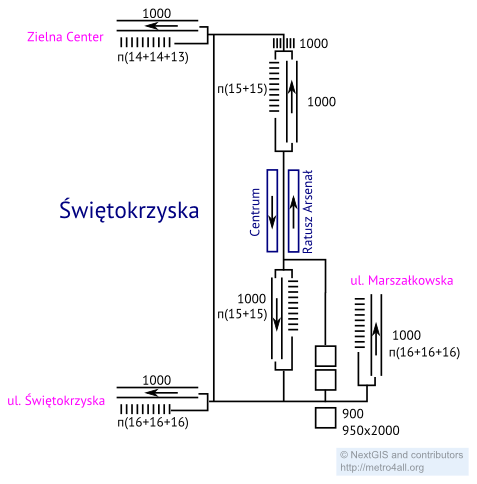 1000
Zielna Center
п(14+14+13)
1000
п(15+15)
1000
Świętokrzyska
Centrum
Ratusz Arsenał
ul. Marszałkowska
1000
п(15+15)
1000
п(16+16+16)
1000
ul. Świętokrzyska
п(16+16+16)
900
950x2000
© NextGIS and contributors
http://metro4all.org